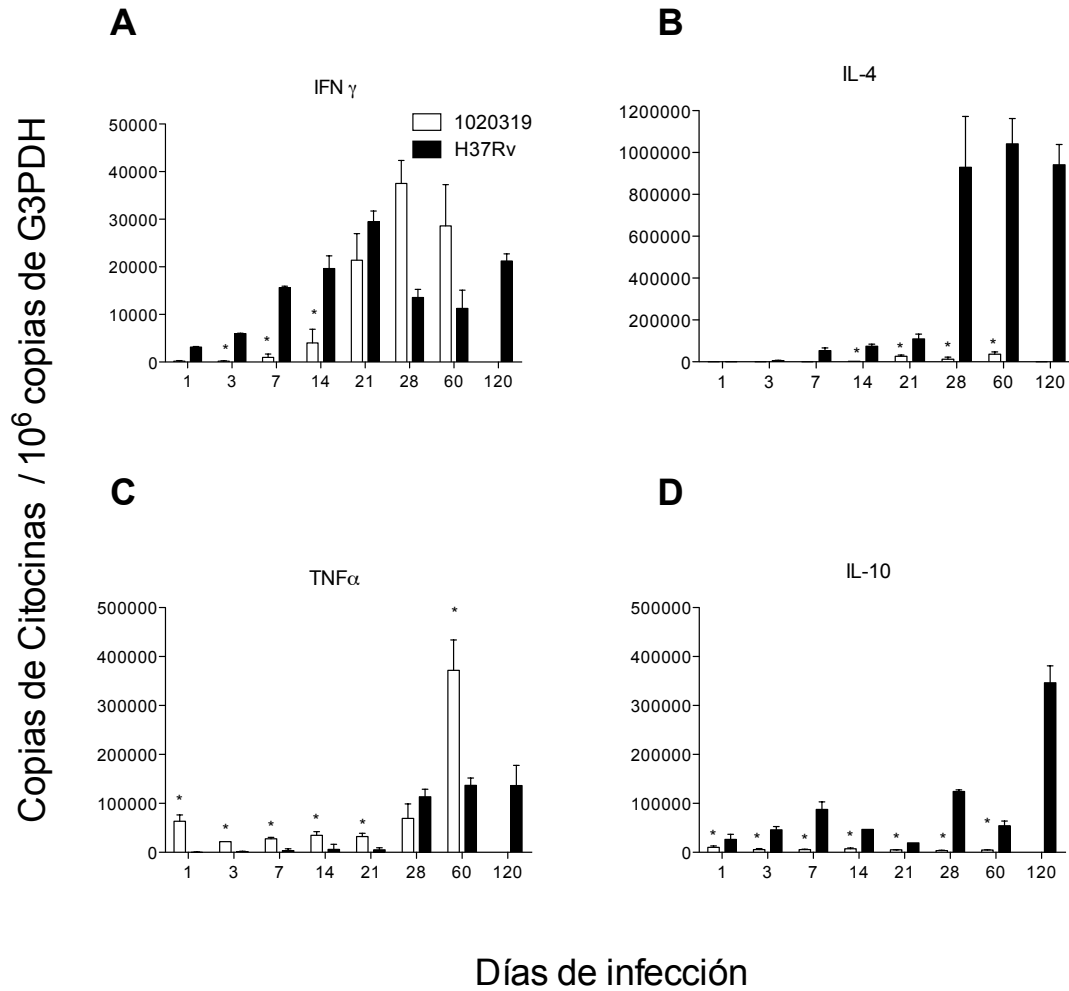 A
B
IFN γ
IL-4
1020319
H37Rv
50000
40000
30000
20000
10000
0
* * *
1 3 7 14 21 28 60 120
1200000
1000000
800000
600000
400000
200000
0
* * * *
1 3 7 14 21 28 60 120
C
D
TNFα
IL-10
500000
400000
300000
200000
100000
0
* * * * * *
1 3 7 14 21 28 60 120
500000
400000
300000
200000
100000
0
* * * * * * *
1 3 7 14 21 28 60 120
Copias de Citocinas / 10⁶ copias de G3PDH
Días de infección